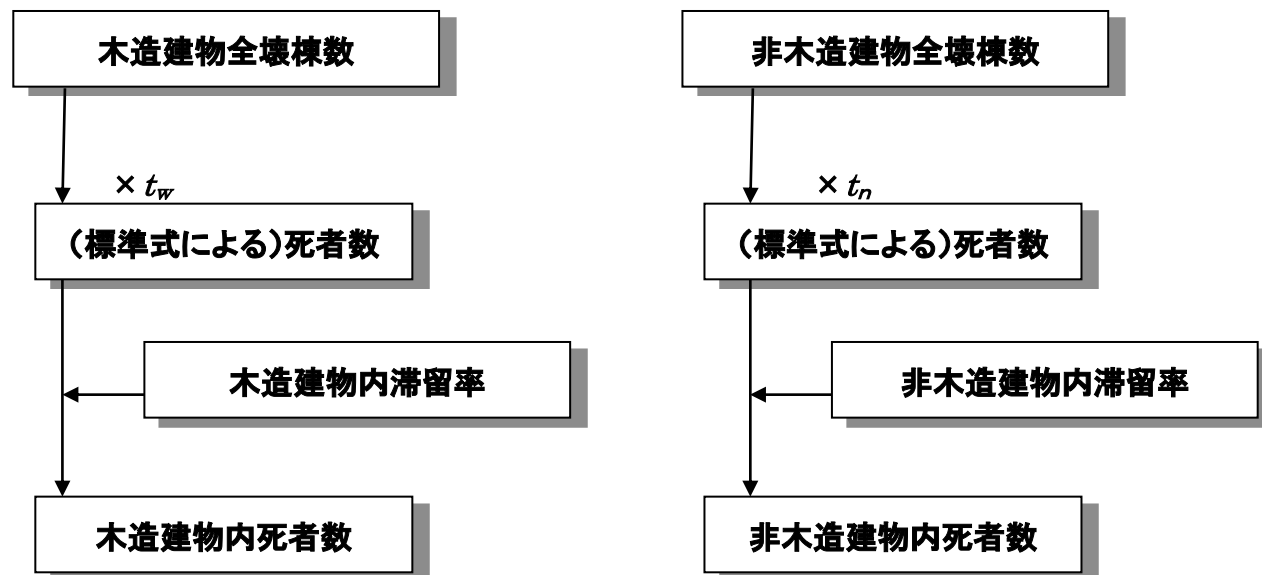 木造建物全壊棟数
× t_w
(標準式による)死者数
木造建物内滞留率
木造建物内死者数
非木造建物全壊棟数
× t_n
(標準式による)死者数
非木造建物内滞留率
非木造建物内死者数